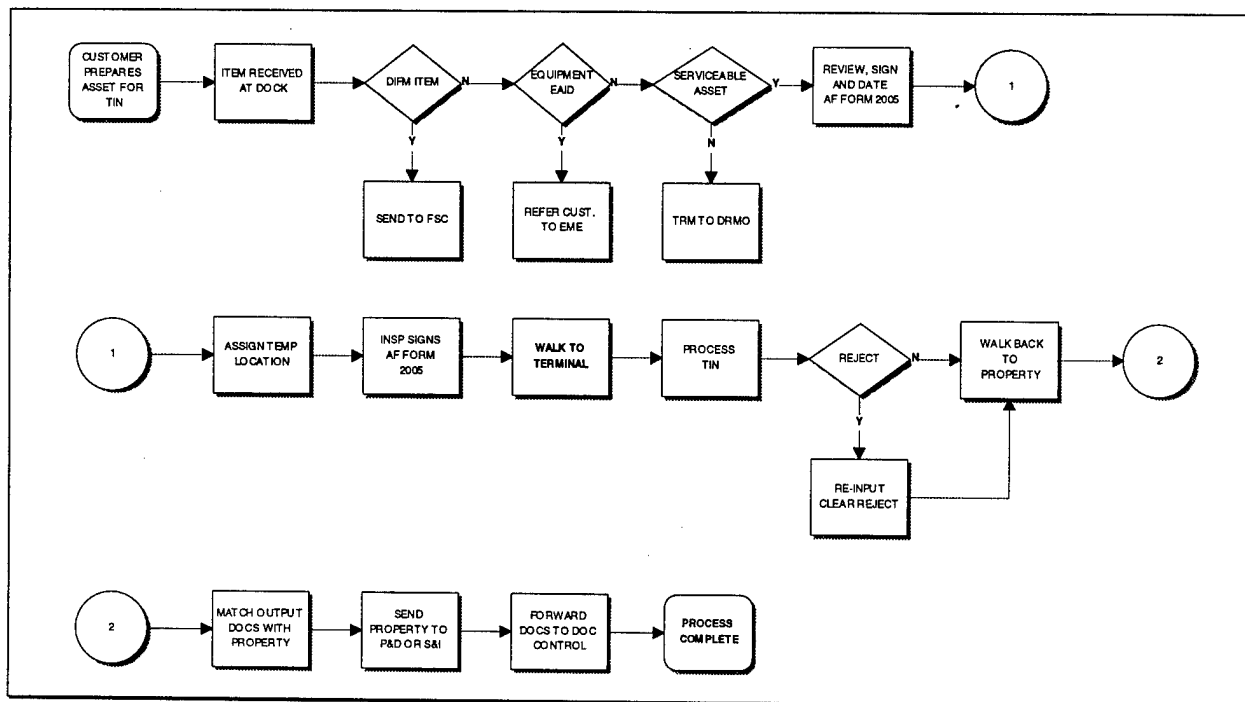 CUSTOMER
PREPARES
ASSET FOR
TIN
ITEM RECEIVED
AT DOCK
DIFM ITEM
N
EQUIPMENT
EAID
N
SERVICEABLE
ASSET
Y
REVIEW, SIGN
AND DATE
AF FORM 2005
1
Y
Y
N
SEND TO FSC
REFER CUST.
TO EME
TRM TO DRMO
1
ASSIGN TEMP
LOCATION
INSP SIGNS
AF FORM
2005
WALK TO
TERMINAL
PROCESS
TIN
REJECT
N
WALK BACK
TO
PROPERTY
2
Y
RE-INPUT
CLEAR REJECT
2
MATCH OUTPUT
DOCS WITH
PROPERTY
SEND
PROPERTY TO
P&D OR S&I
FORWARD
DOCS TO DOC
CONTROL
PROCESS
COMPLETE